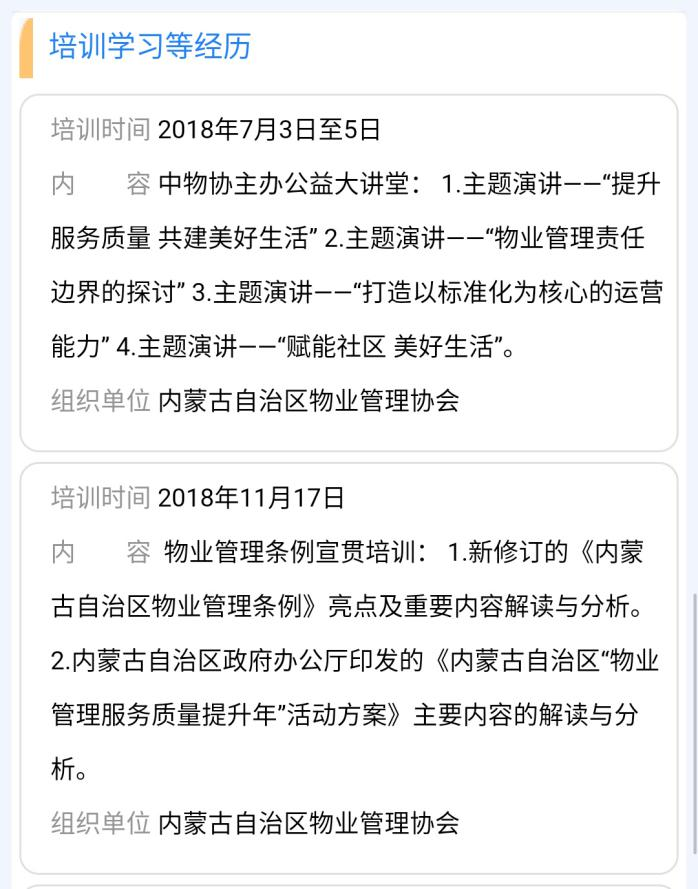 培训学习等经历
培训时间 2018年7月3日至5日
内　　容 中物协主办公益大讲堂： 1.主题演讲——“提升
服务质量 共建美好生活” 2.主题演讲——“物业管理责任
边界的探讨” 3.主题演讲——“打造以标准化为核心的运营
能力” 4.主题演讲——“赋能社区 美好生活”。
组织单位 内蒙古自治区物业管理协会
培训时间 2018年11月17日
内　　容 物业管理条例宣贯培训： 1.新修订的《内蒙
古自治区物业管理条例》亮点及重要内容解读与分析。
2.内蒙古自治区政府办公厅印发的《内蒙古自治区“物业
管理服务质量提升年”活动方案》主要内容的解读与分
析。
组织单位 内蒙古自治区物业管理协会